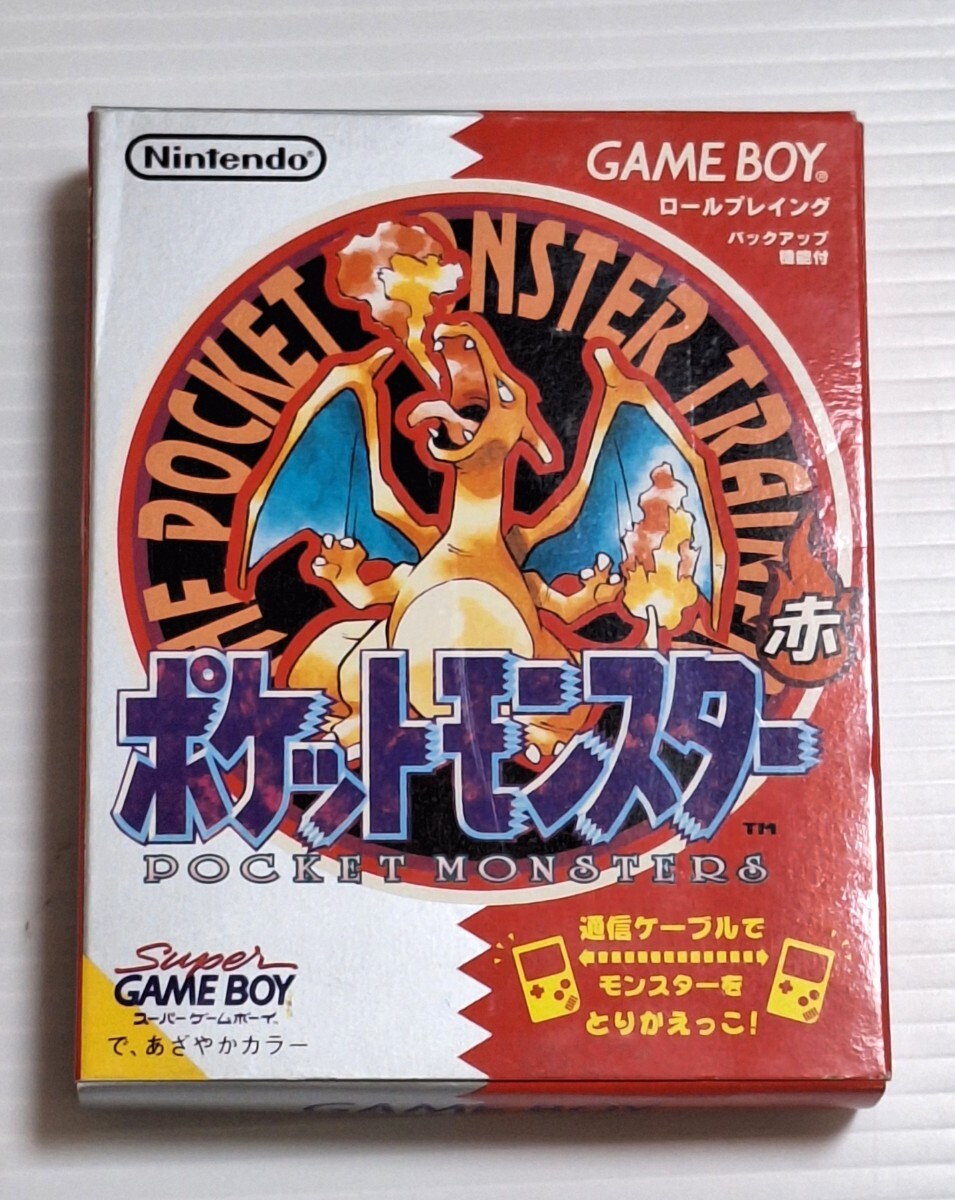 Nintendo®
GAME BOY®
ロールプレイング
バックアップ
機能付
THE POCKET MONSTER TRAINER
赤
ポケットモンスター
TM
POCKET MONSTERS
通信ケーブルで
モンスターを
とりかえっこ!
Super
GAME BOY
スーパーゲームボーイ
で、あざやかカラー
GAME BOY